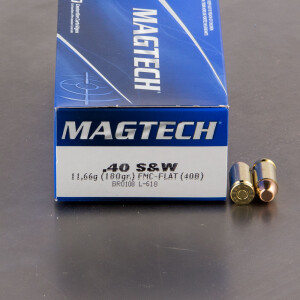 MAGTECH
MAGTECH
.40 S&W
11,66g (180gr.) FMC-FLAT (40B)